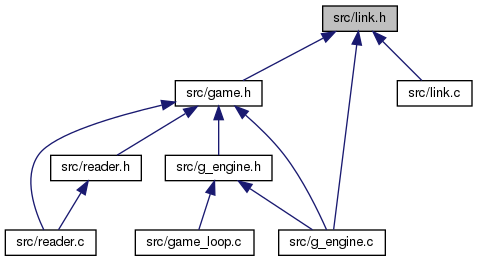 src/link.h
src/game.h
src/link.c
src/reader.h
src/g_engine.h
src/reader.c
src/game_loop.c
src/g_engine.c